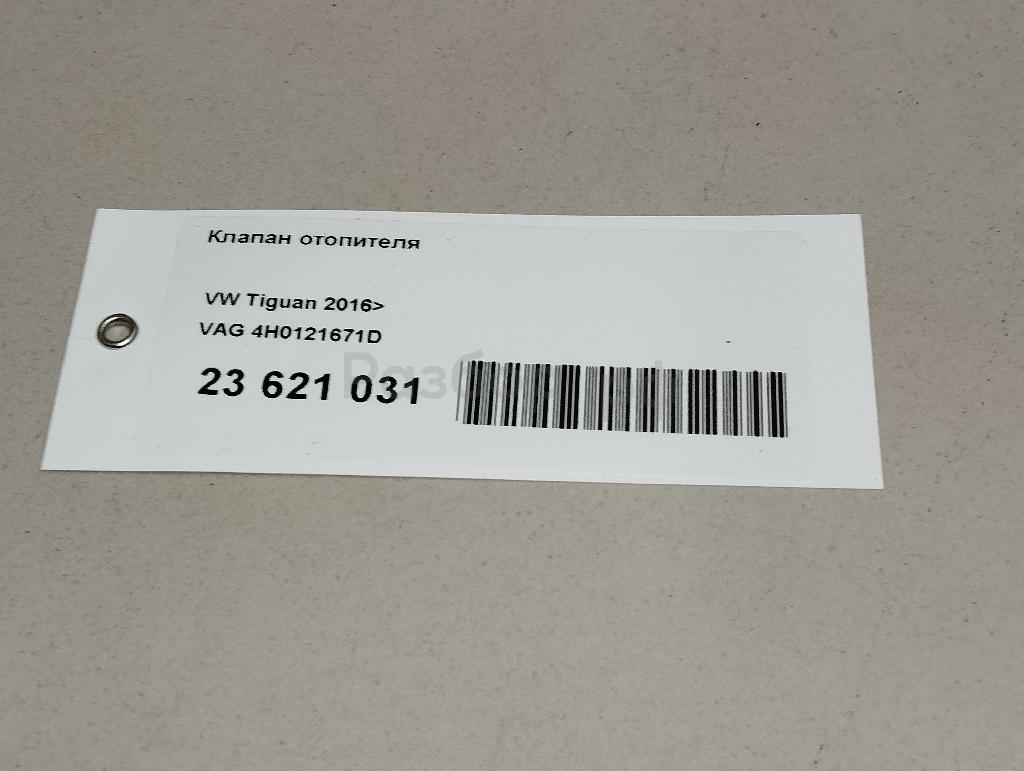 Клапан отопителя
VW Tiguan 2016>
VAG 4H0121671D
23 621 031